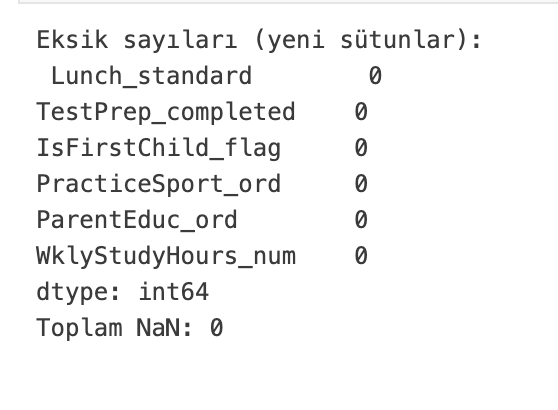 Eksik sayıları (yeni sütunlar):
 Lunch_standard        0
TestPrep_completed    0
IsFirstChild_flag     0
PracticeSport_ord     0
ParentEduc_ord        0
WklyStudyHours_num    0
dtype: int64
Toplam NaN: 0